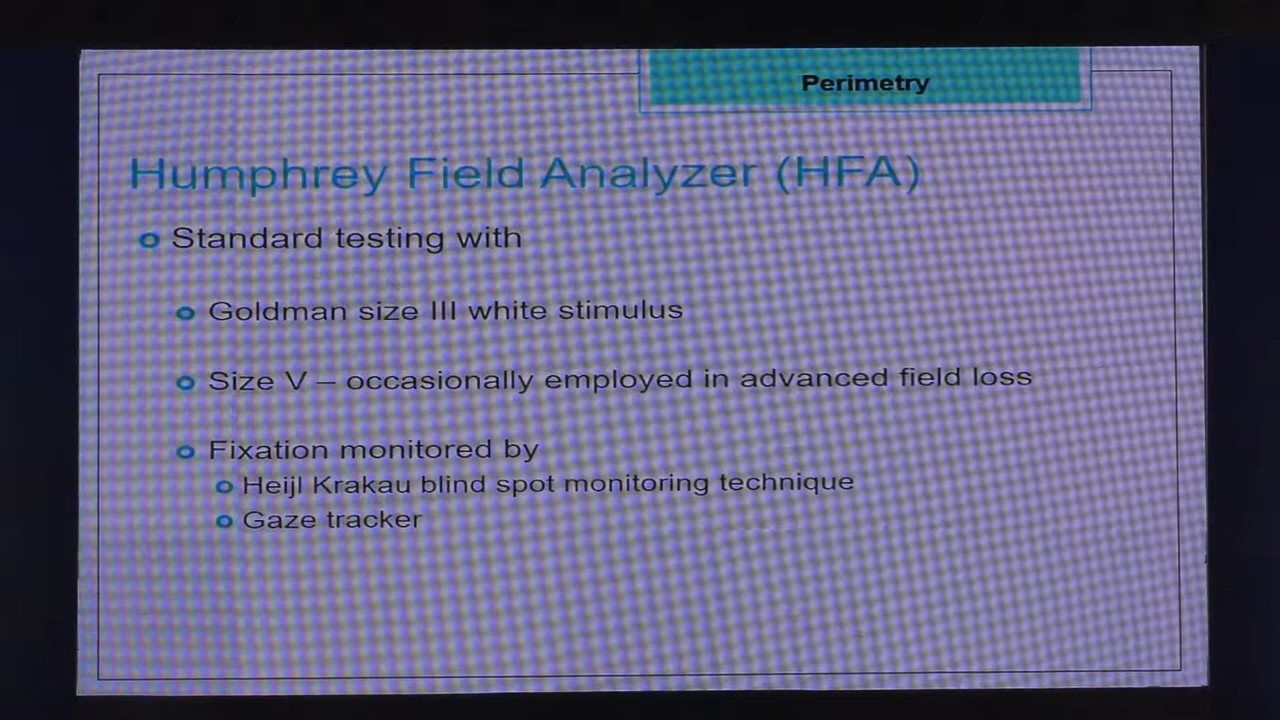 Perimetry
Humphrey Field Analyzer (HFA)
Standard testing with
Goldman size III white stimulus
Size V – occasionally employed in advanced field loss
Fixation monitored by
Heijl Krakau blind spot monitoring technique
Gaze tracker